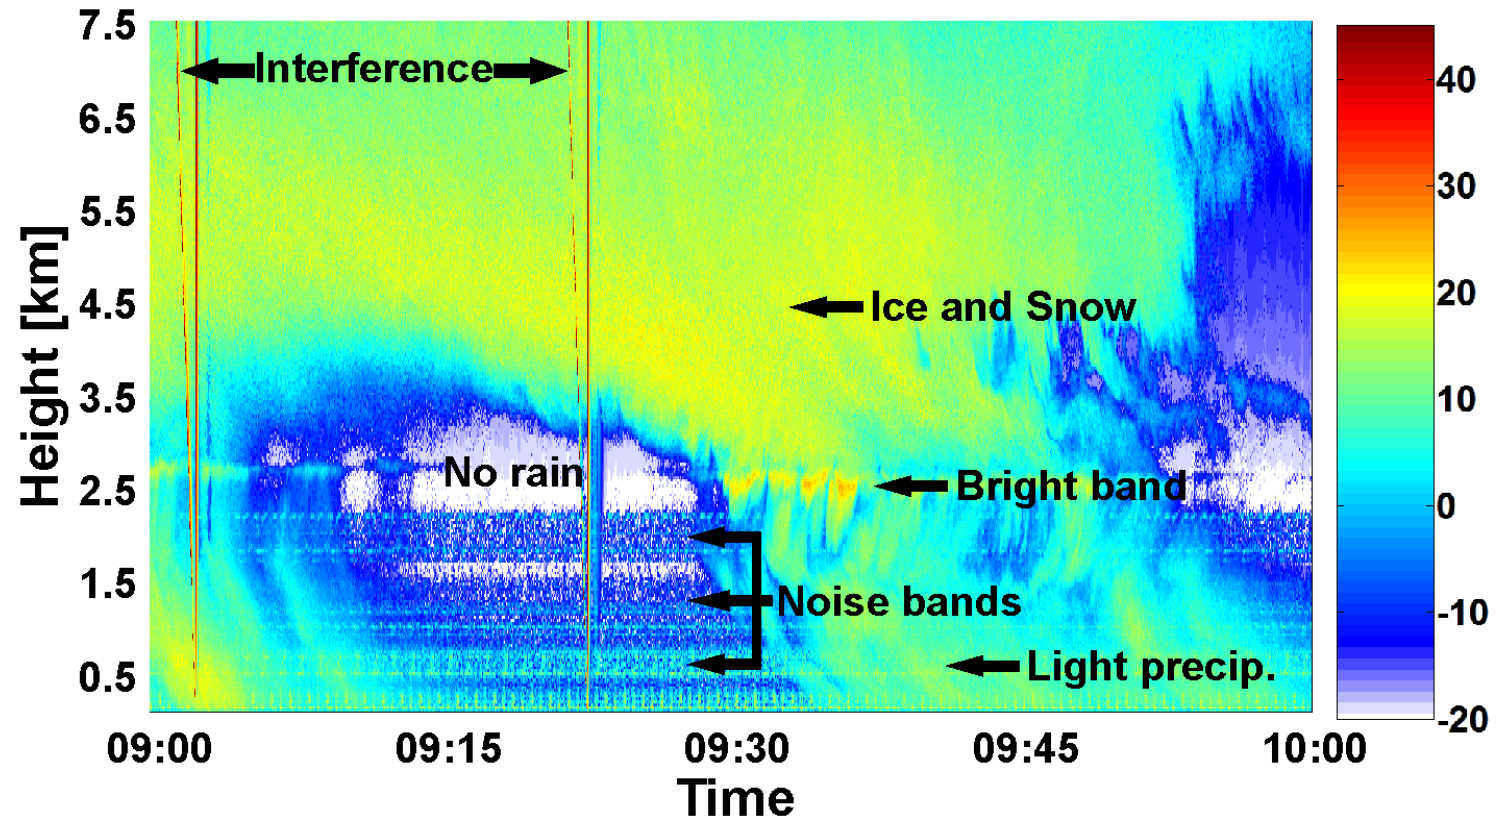 7.5
6.5
5.5
4.5
3.5
2.5
1.5
0.5
Height [km]
Interference
Ice and Snow
No rain
Bright band
Noise bands
Light precip.
09:00 09:15 09:30 09:45 10:00
Time
40
30
20
10
0
-10
-20